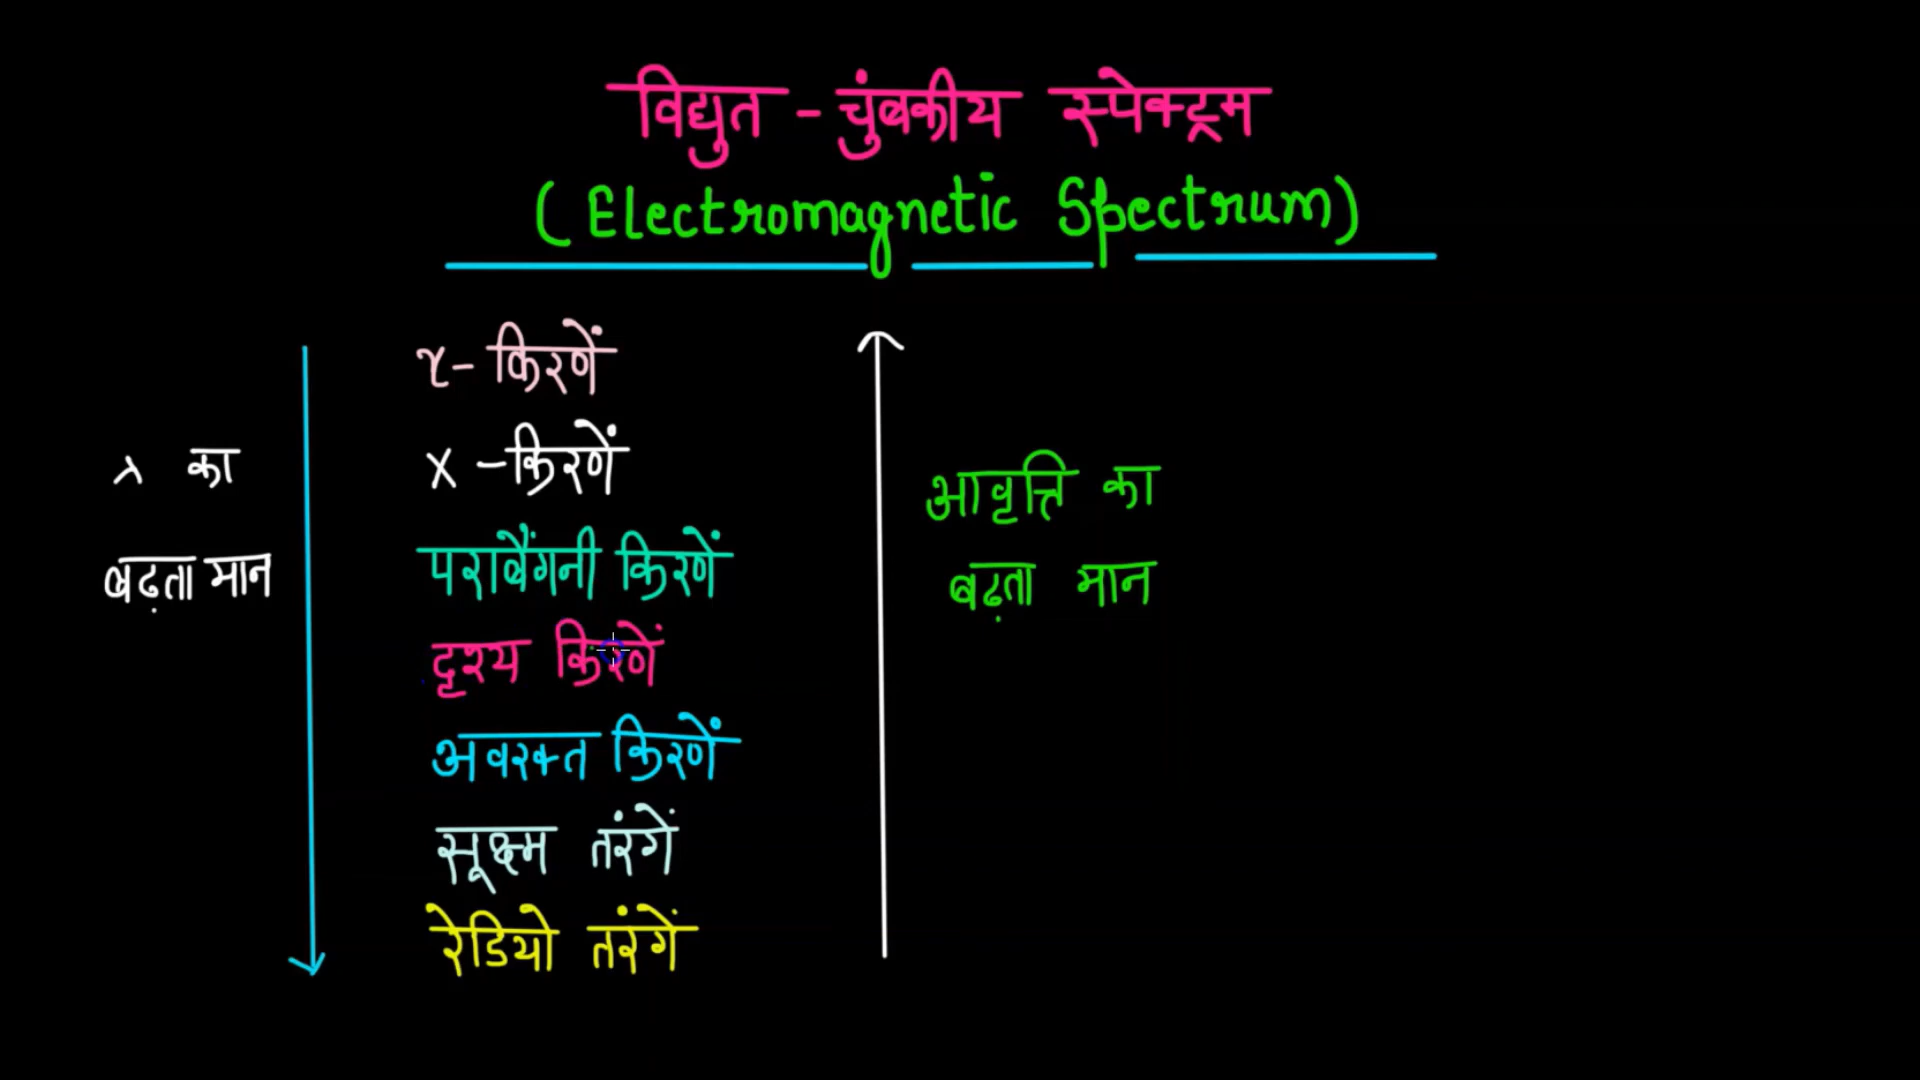 विद्युत - चुंबकीय स्पेक्ट्रम
(Electromagnetic Spectrum)
γ- किरणें
X -किरणें
पराबैंगनी किरणें
दृश्य किरणें
अवरक्त किरणें
सूक्ष्म तरंगें
रेडियो तरंगें
λ का
बढ़ता मान
आवृत्ति का
बढ़ता मान